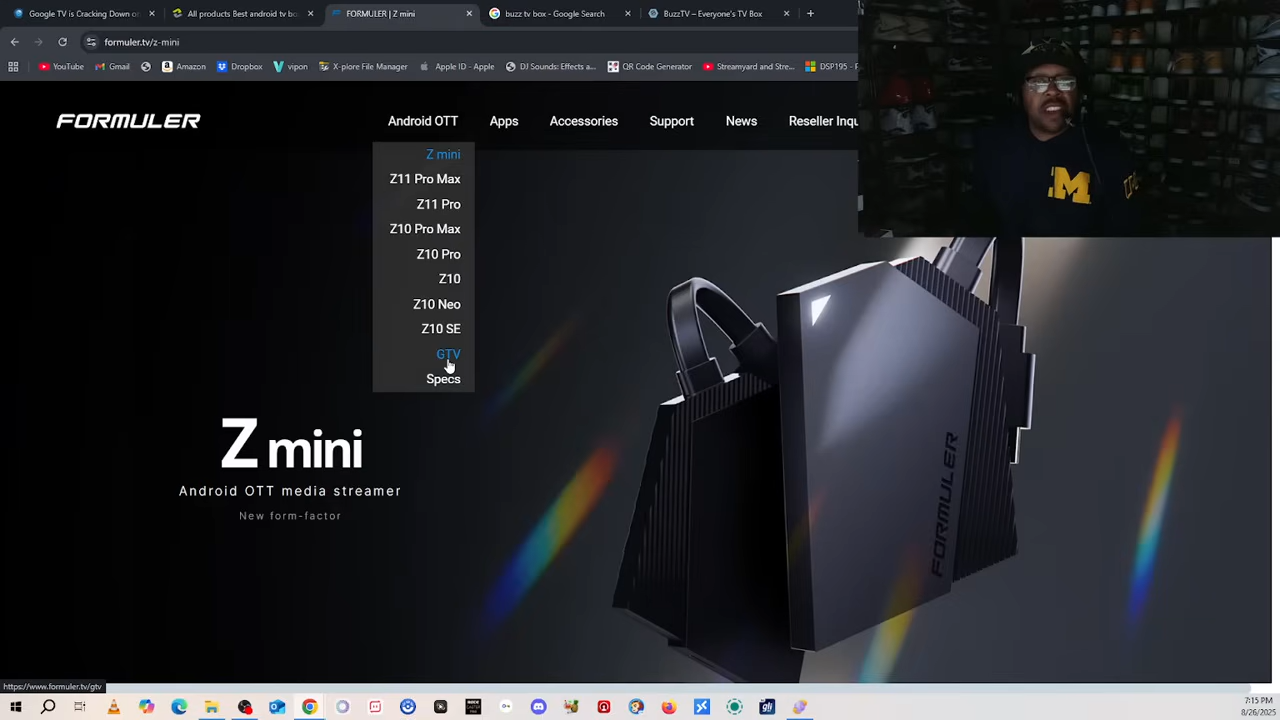 Google TV is Cracking Down on
All products Best android tv bo
FORMULER | Z mini
buzz tv box - Google Search
BuzzTV – Everyone's TV Box
formuler.tv/z-mini
YouTube
Gmail
Amazon
Dropbox
vipon
X-plore File Manager
Apple ID - Apple
DJ Sounds: Effects a...
QR Code Generator
Streamyard and Stre...
DSP195 - T
FORMULER
Android OTT
Apps
Accessories
Support
News
Reseller Inqu
Z mini
Z11 Pro Max
Z11 Pro
Z10 Pro Max
Z10 Pro
Z10
Z10 Neo
Z10 SE
GTV
Specs
M
Z mini
Android OTT media streamer
New form-factor
FORMULER
https://www.formuler.tv/gtv
7:15 PM
8/26/2025